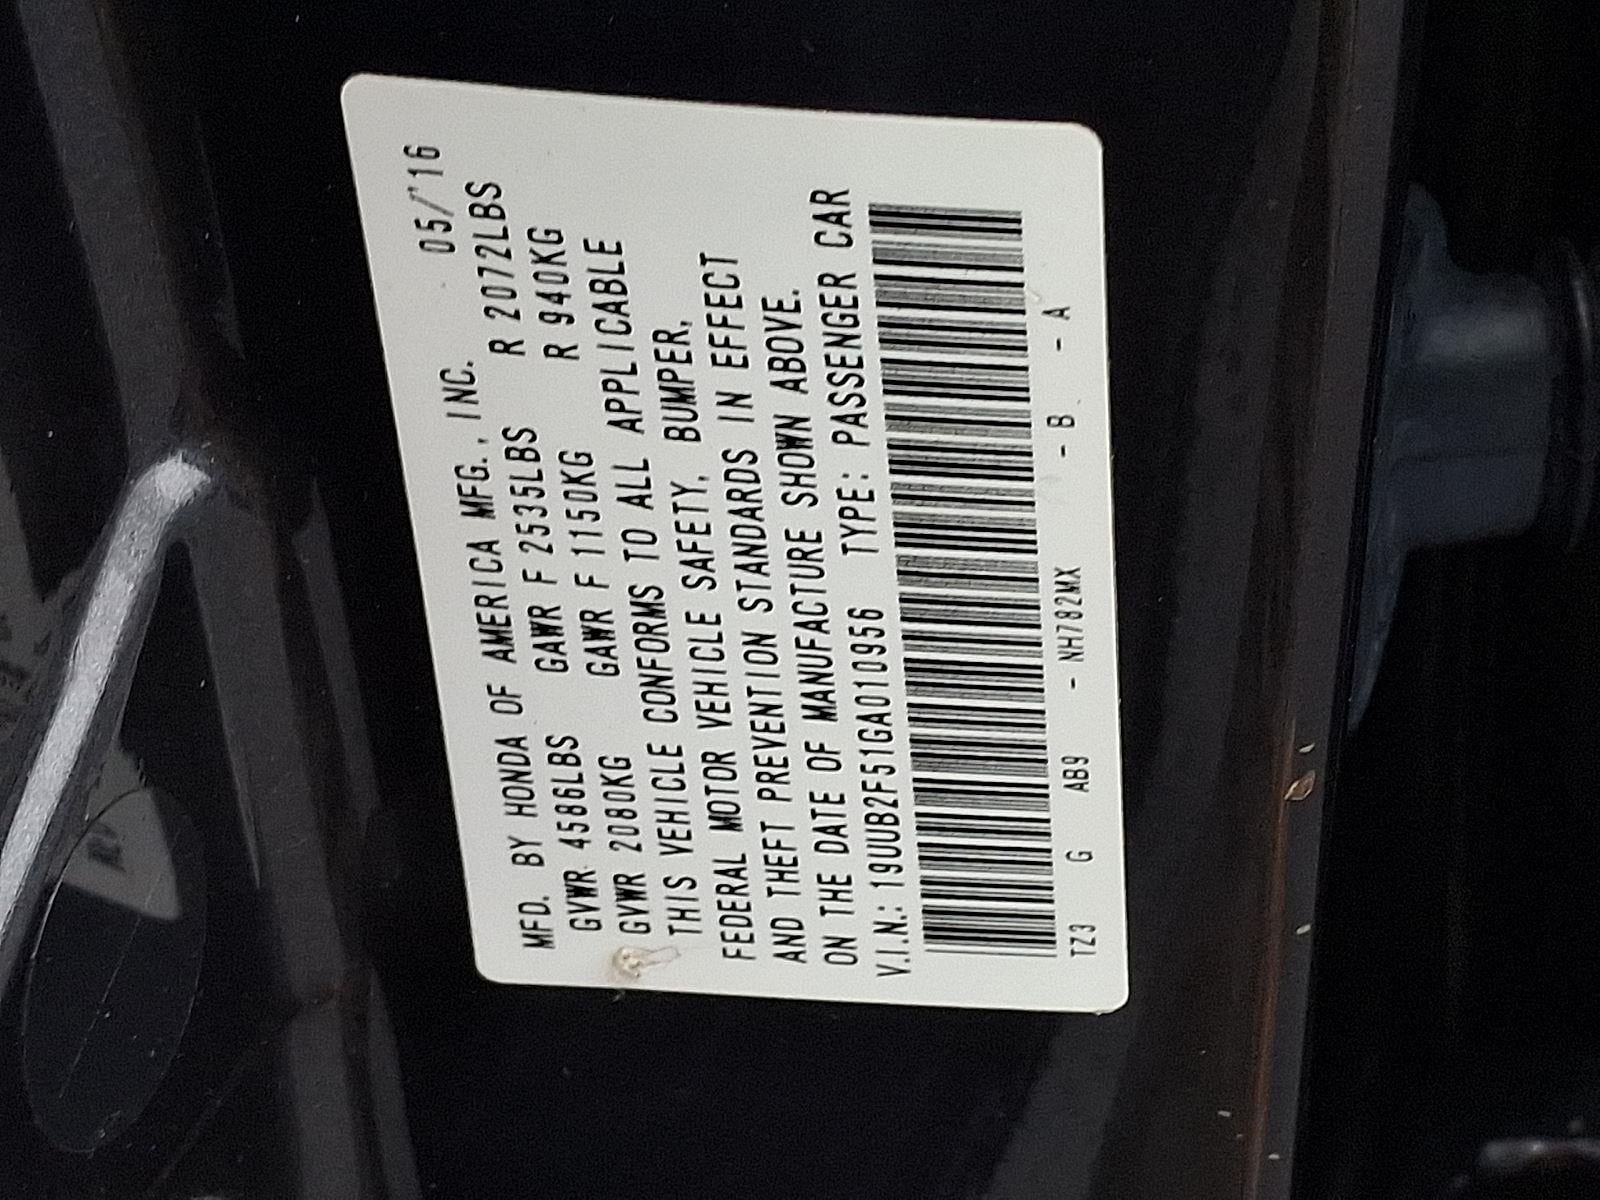 MFD. BY HONDA OF AMERICA MFG., INC. 05/'16
GVWR 4586LBS GAWR F 2535LBS R 2072LBS
GVWR 2080KG GAWR F 1150KG R 940KG
THIS VEHICLE CONFORMS TO ALL APPLICABLE
FEDERAL MOTOR VEHICLE SAFETY, BUMPER,
AND THEFT PREVENTION STANDARDS IN EFFECT
ON THE DATE OF MANUFACTURE SHOWN ABOVE.
V.I.N.: 19UUB2F51GA010956 TYPE: PASSENGER CAR
TZ3 G AB9 - NH782MX - B - A